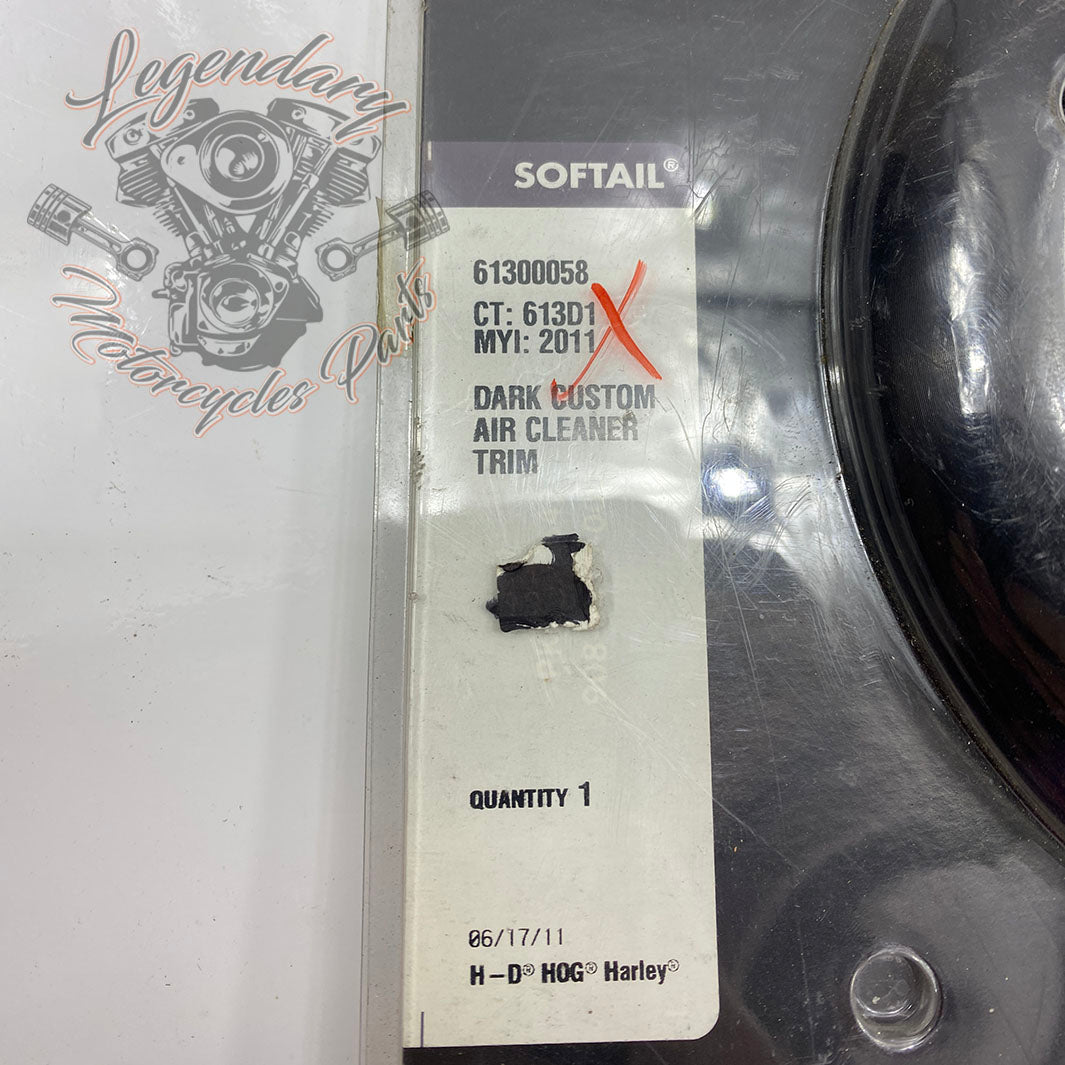 Legendary
Motorcycles Parts
SOFTAIL®
61300058
CT: 613D1
MYI: 2011
DARK CUSTOM
AIR CLEANER
TRIM
QUANTITY 1
06/17/11
H-D® HOG® Harley®